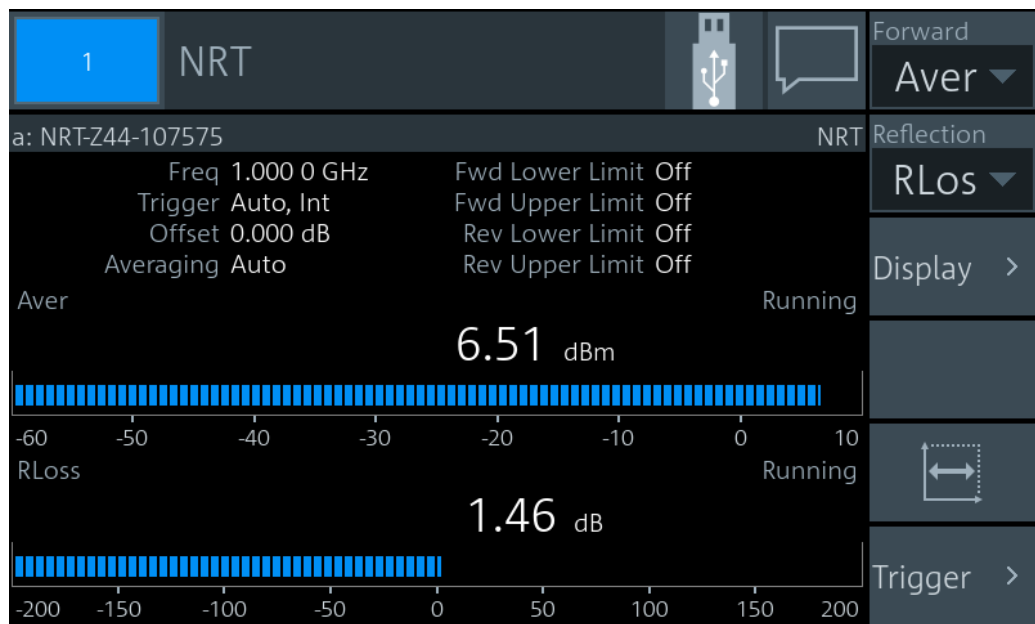 1 NRT Forward
Aver
a: NRT-Z44-107575 NRT Reflection
RLos
Freq 1.000 0 GHz Fwd Lower Limit Off
Trigger Auto, Int Fwd Upper Limit Off
Offset 0.000 dB Rev Lower Limit Off
Averaging Auto Rev Upper Limit Off
Display >
Aver Running
6.51 dBm
-60 -50 -40 -30 -20 -10 0 10
RLoss Running
1.46 dB
Trigger >
-200 -150 -100 -50 0 50 100 150 200